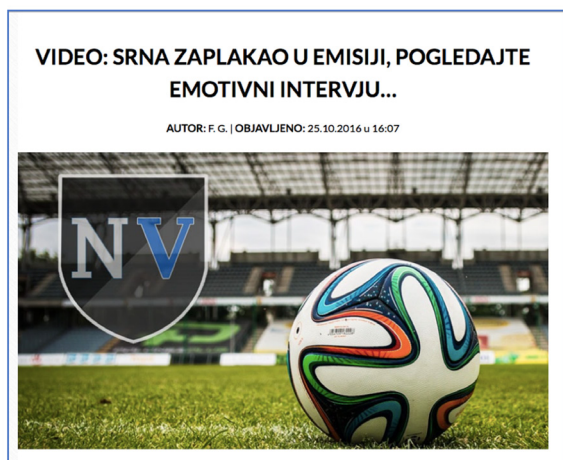 VIDEO: SRNA ZAPLAKAO U EMISIJI, POGLEDAJTE
EMOTIVNI INTERVJU...
AUTOR: F. G. | OBJAVLJENO: 25.10.2016 u 16:07
NV